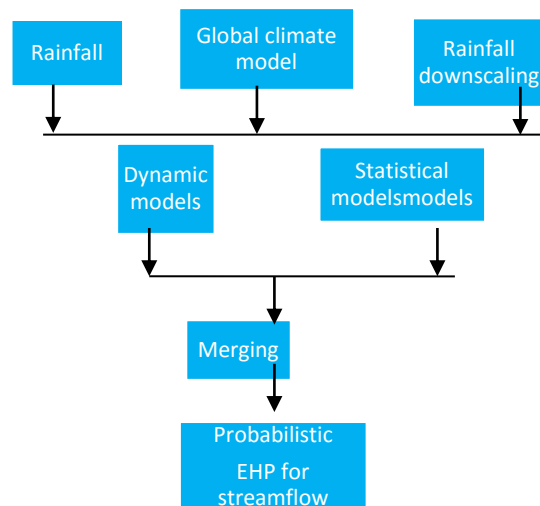 Rainfall
Global climate
model
Rainfall
downscaling
Dynamic
models
Statistical
modelsmodels
Merging
Probabilistic
EHP for
streamflow